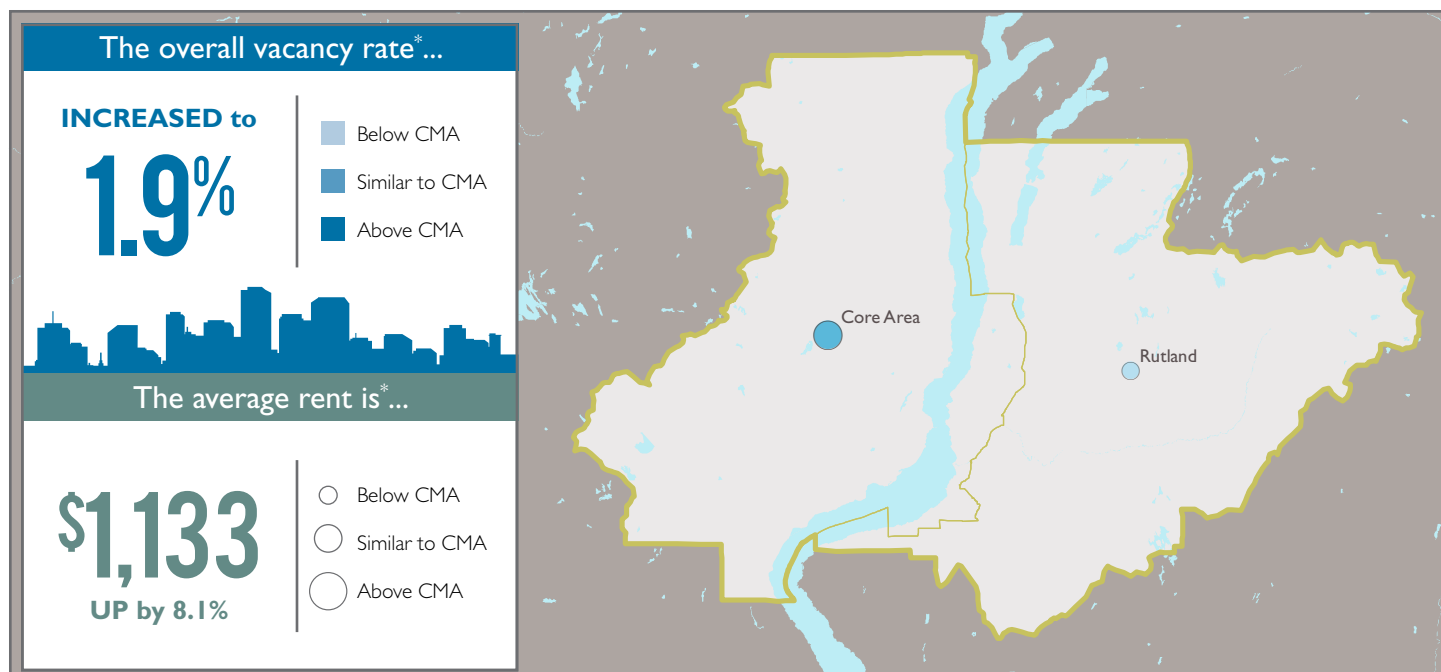 The overall vacancy rate*...
INCREASED to
1.9%
Below CMA
Similar to CMA
Above CMA
The average rent is*...
$1,133
UP by 8.1%
Below CMA
Similar to CMA
Above CMA
Core Area
Rutland